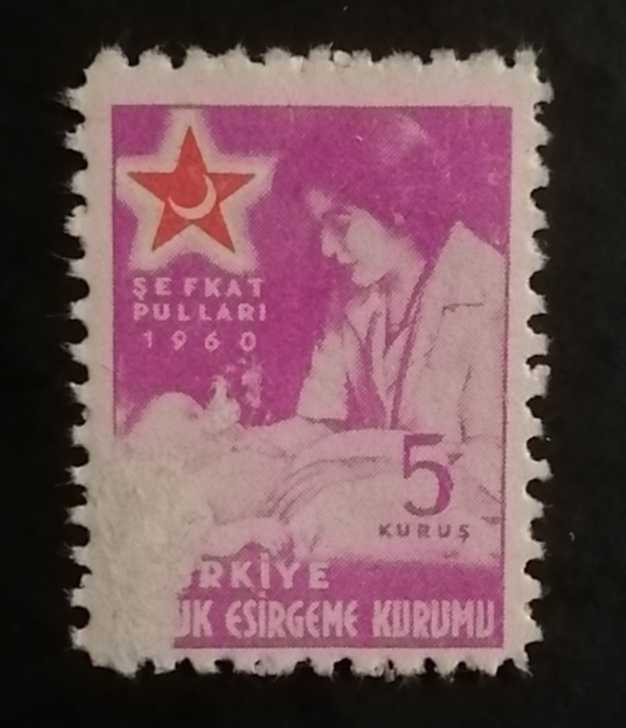 ŞEFKAT
PULLARI
1960
5
KURUŞ
RKİYE
UK ESİRGEME KURUMU